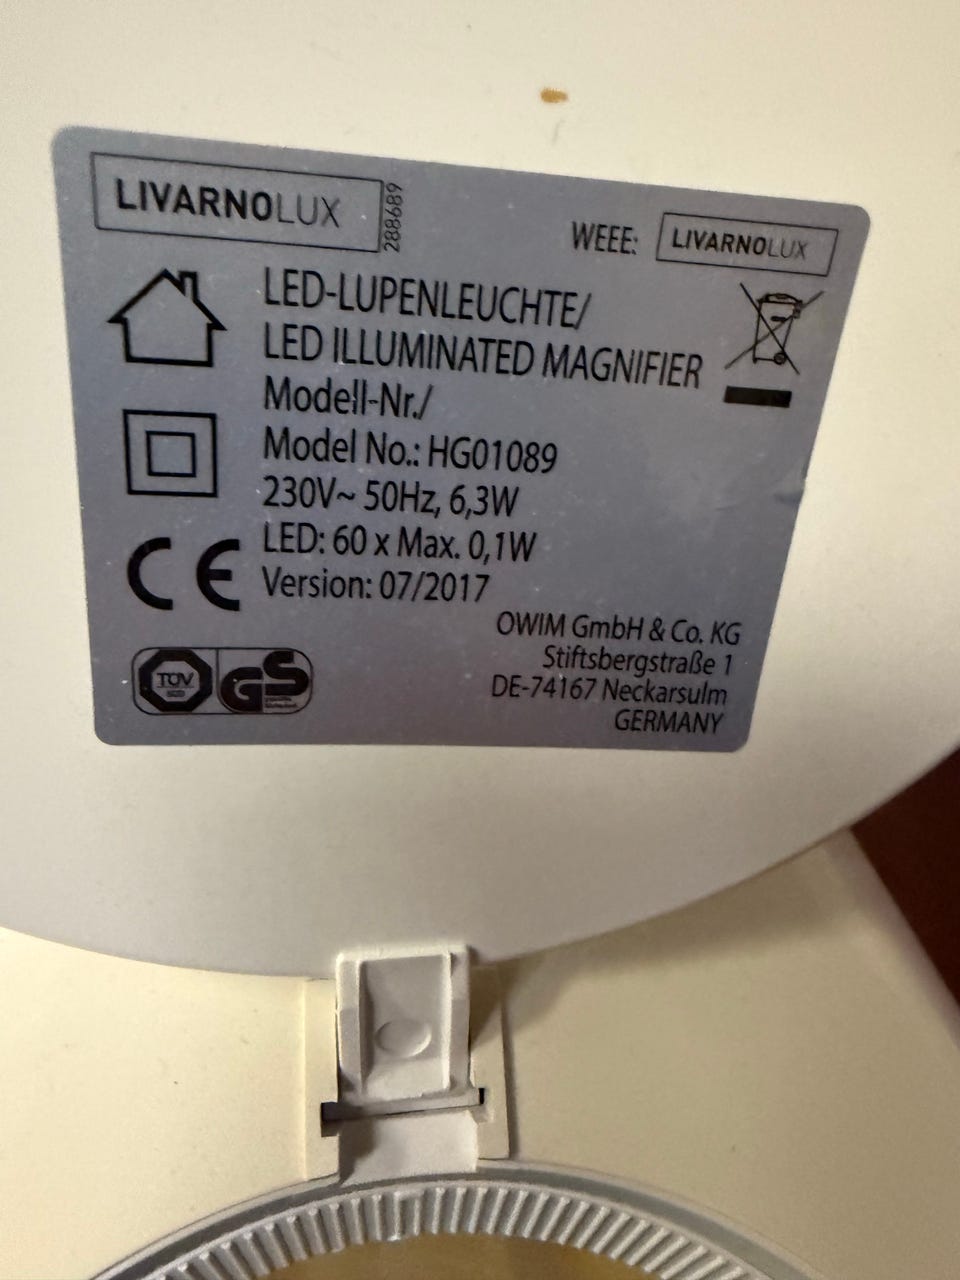 LIVARNOLUX
288689
WEEE: LIVARNOLUX
LED-LUPENLEUCHTE/
LED ILLUMINATED MAGNIFIER
Modell-Nr./
Model No.: HG01089
230V~ 50Hz, 6,3W
LED: 60 x Max. 0,1W
Version: 07/2017
CE
OWIM GmbH & Co. KG
Stiftsbergstraße 1
DE-74167 Neckarsulm
GERMANY
TÜV
GS